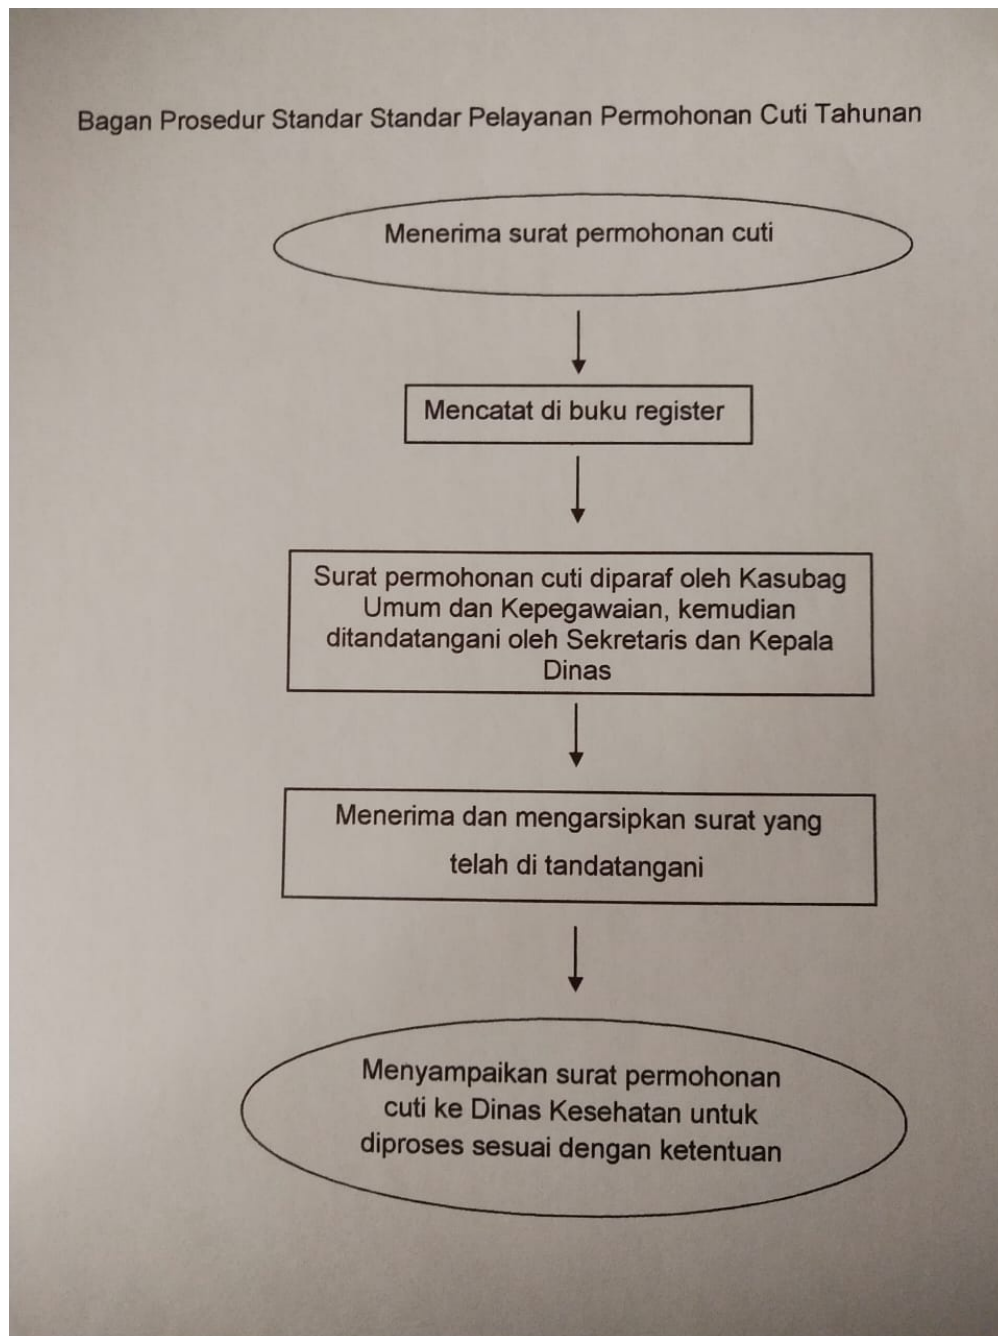 Bagan Prosedur Standar Standar Pelayanan Permohonan Cuti Tahunan
Menerima surat permohonan cuti
Mencatat di buku register
Surat permohonan cuti diparaf oleh Kasubag
Umum dan Kepegawaian, kemudian
ditandatangani oleh Sekretaris dan Kepala
Dinas
Menerima dan mengarsipkan surat yang
telah di tandatangani
Menyampaikan surat permohonan
cuti ke Dinas Kesehatan untuk
diproses sesuai dengan ketentuan